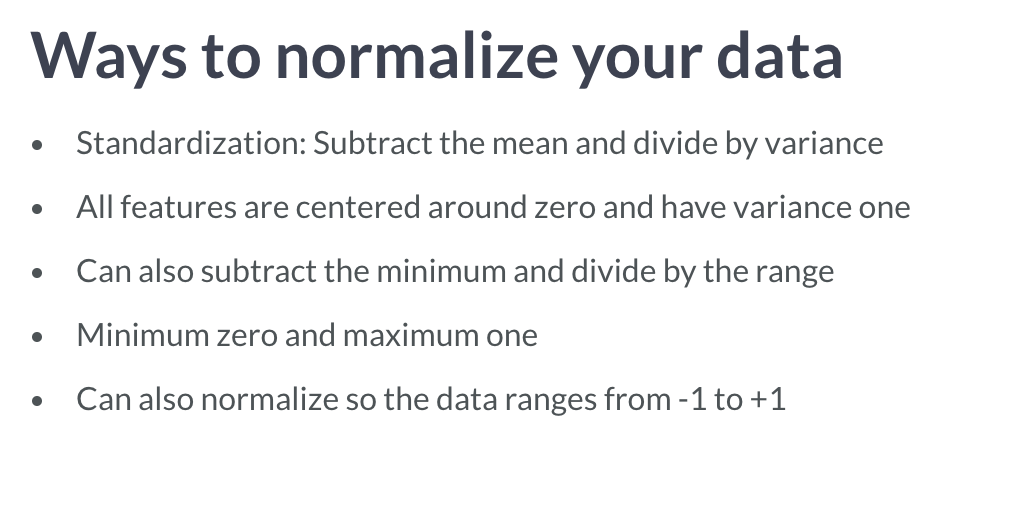 Ways to normalize your data
• Standardization: Subtract the mean and divide by variance
• All features are centered around zero and have variance one
• Can also subtract the minimum and divide by the range
• Minimum zero and maximum one
• Can also normalize so the data ranges from -1 to +1